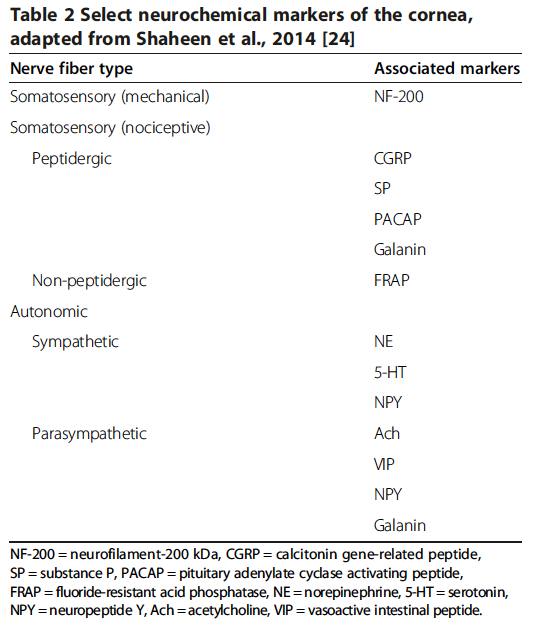 Table 2 Select neurochemical markers of the cornea,
adapted from Shaheen et al., 2014 [24]
Nerve fiber type Associated markers
Somatosensory (mechanical) NF-200
Somatosensory (nociceptive)
Peptidergic CGRP
SP
PACAP
Galanin
Non-peptidergic FRAP
Autonomic
Sympathetic NE
5-HT
NPY
Parasympathetic Ach
VIP
NPY
Galanin
NF-200 = neurofilament-200 kDa, CGRP = calcitonin gene-related peptide,
SP = substance P, PACAP = pituitary adenylate cyclase activating peptide,
FRAP = fluoride-resistant acid phosphatase, NE = norepinephrine, 5-HT = serotonin,
NPY = neuropeptide Y, Ach = acetylcholine, VIP = vasoactive intestinal peptide.